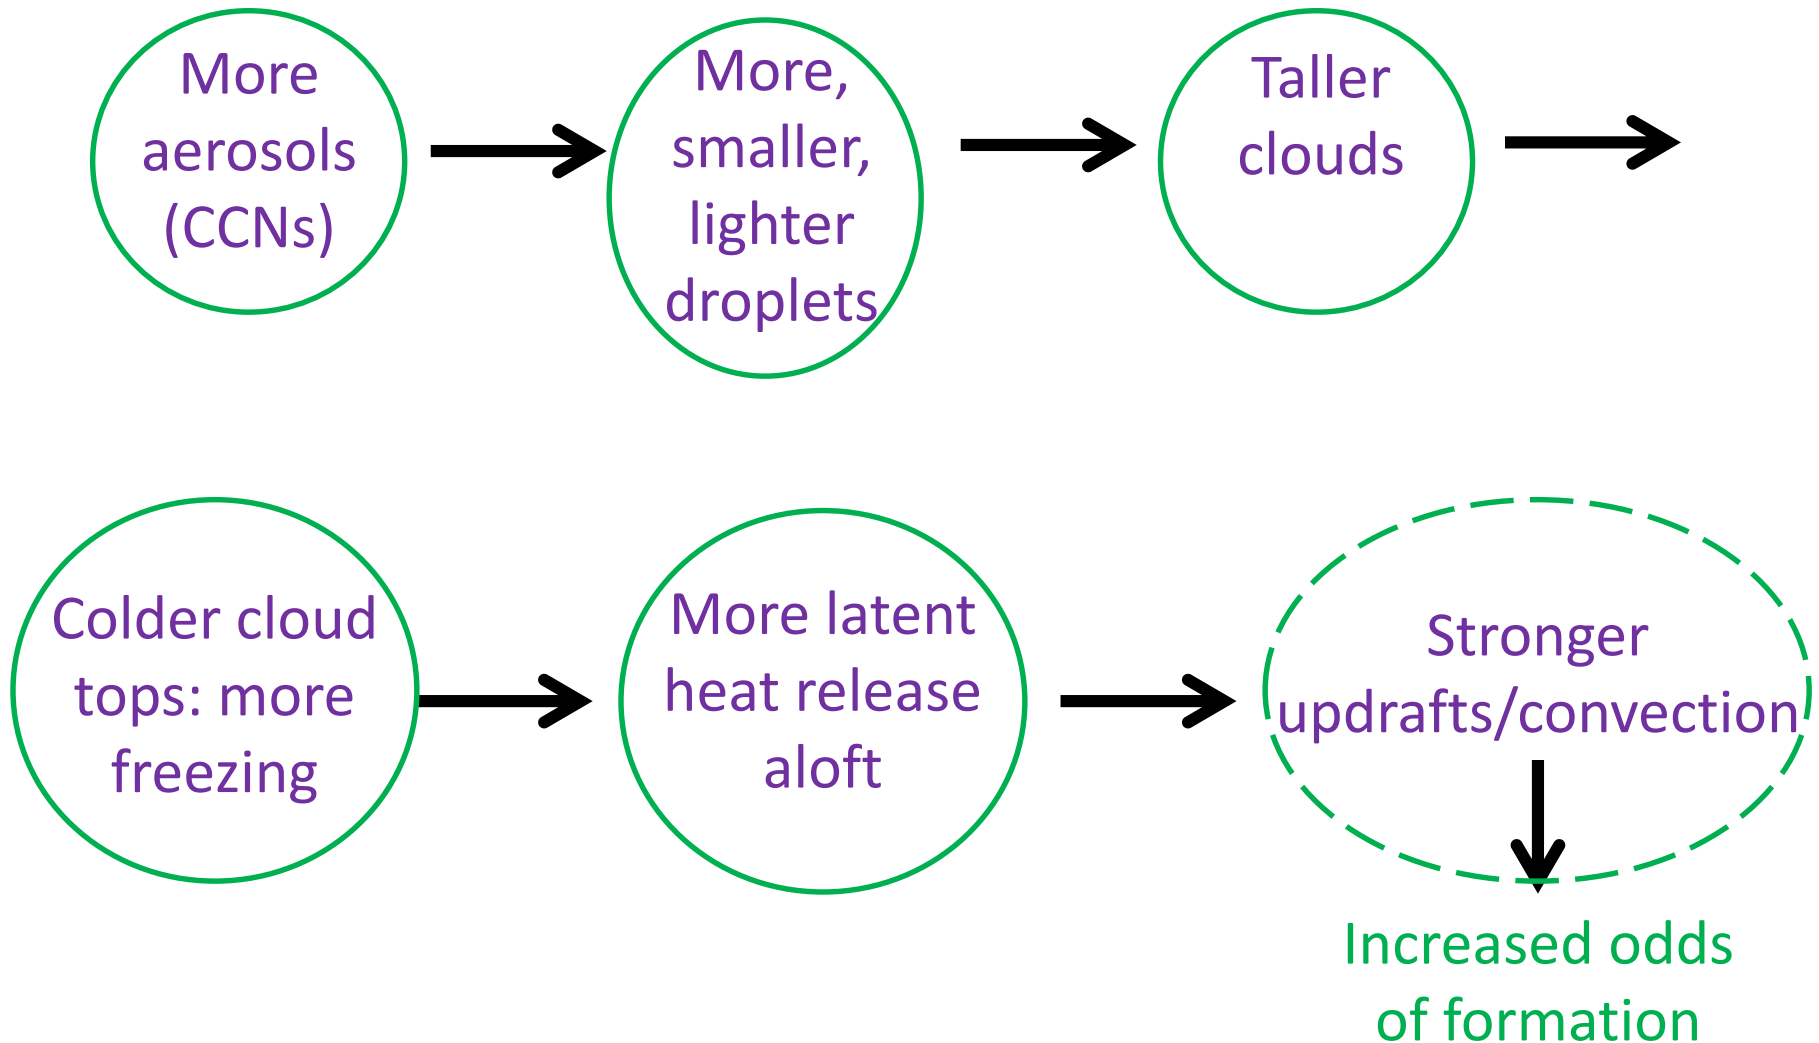 More
aerosols
(CCNs)
More,
smaller,
lighter
droplets
Taller
clouds
Colder cloud
tops: more
freezing
More latent
heat release
aloft
Stronger
updrafts/convection
Increased odds
of formation